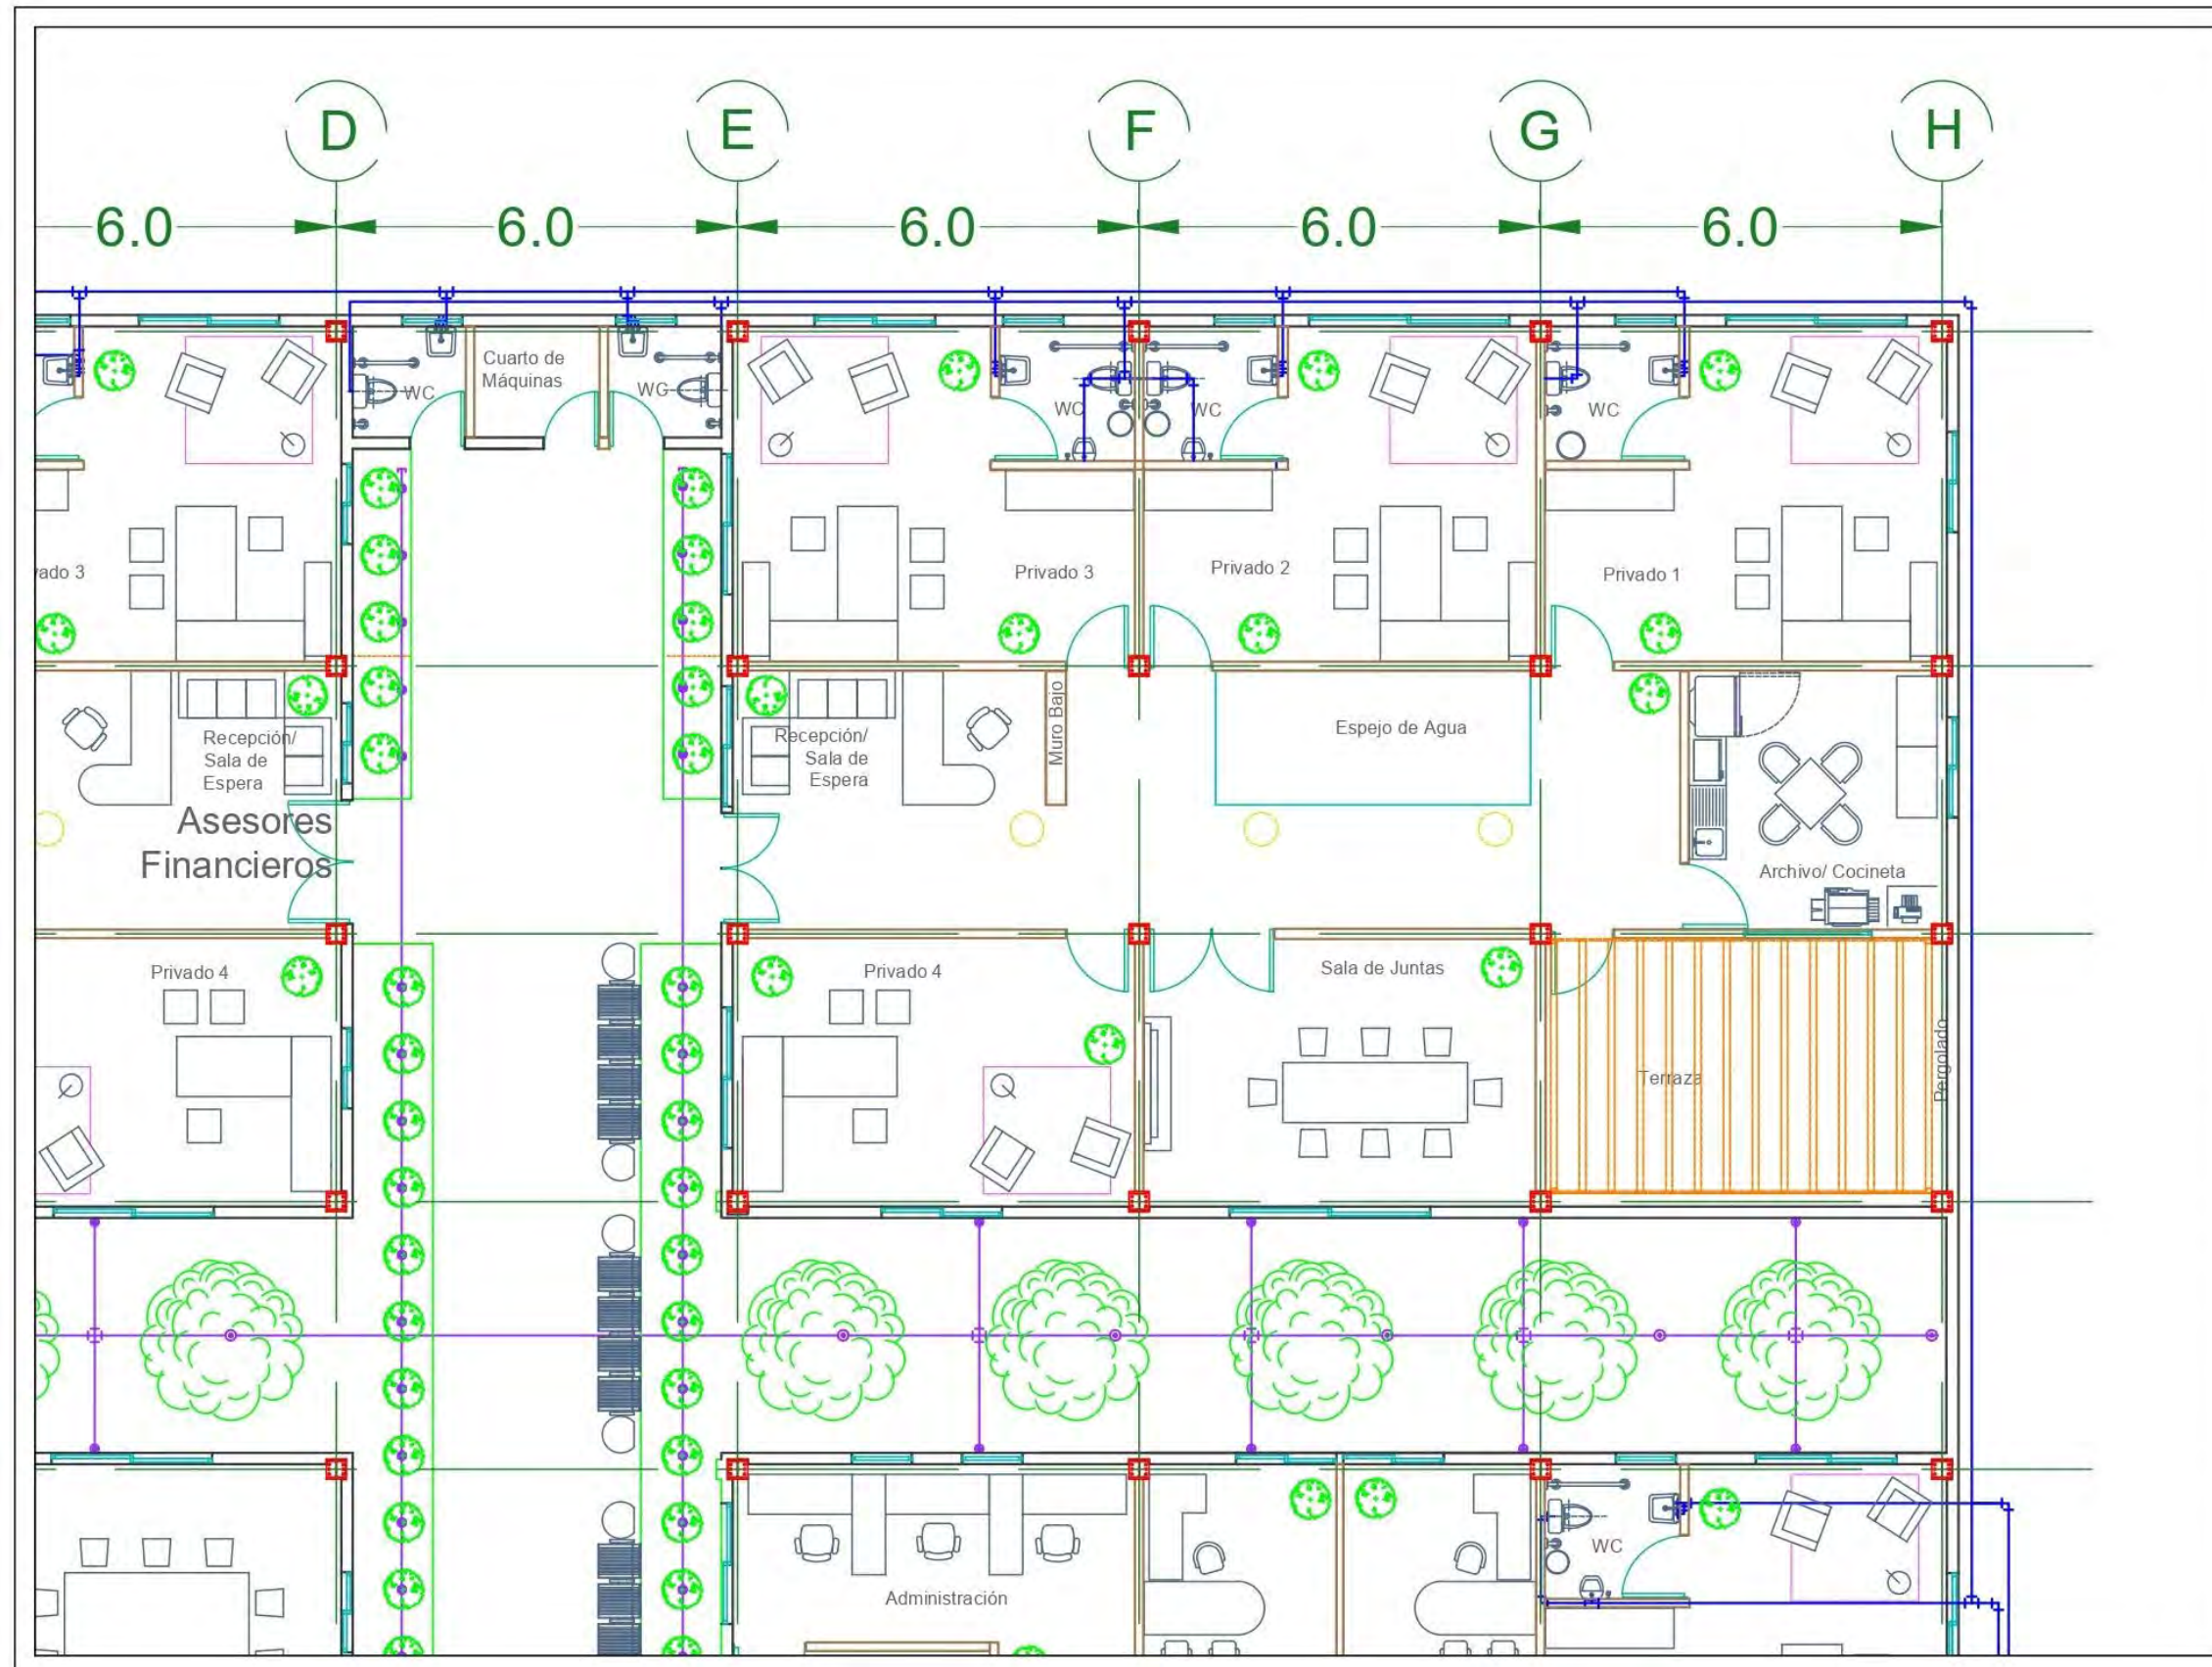 D
E
F
G
H
6.0
6.0
6.0
6.0
6.0
Cuarto de
Máquinas
WC
WC
WC
WC
WC
vado 3
Privado 3
Privado 2
Privado 1
Recepción/
Sala de
Espera
Asesores
Financieros
Recepción/
Sala de
Espera
Muro Bajo
Espejo de Agua
Archivo/ Cocineta
Privado 4
Privado 4
Sala de Juntas
Terraza
Pergolado
WC
Administración